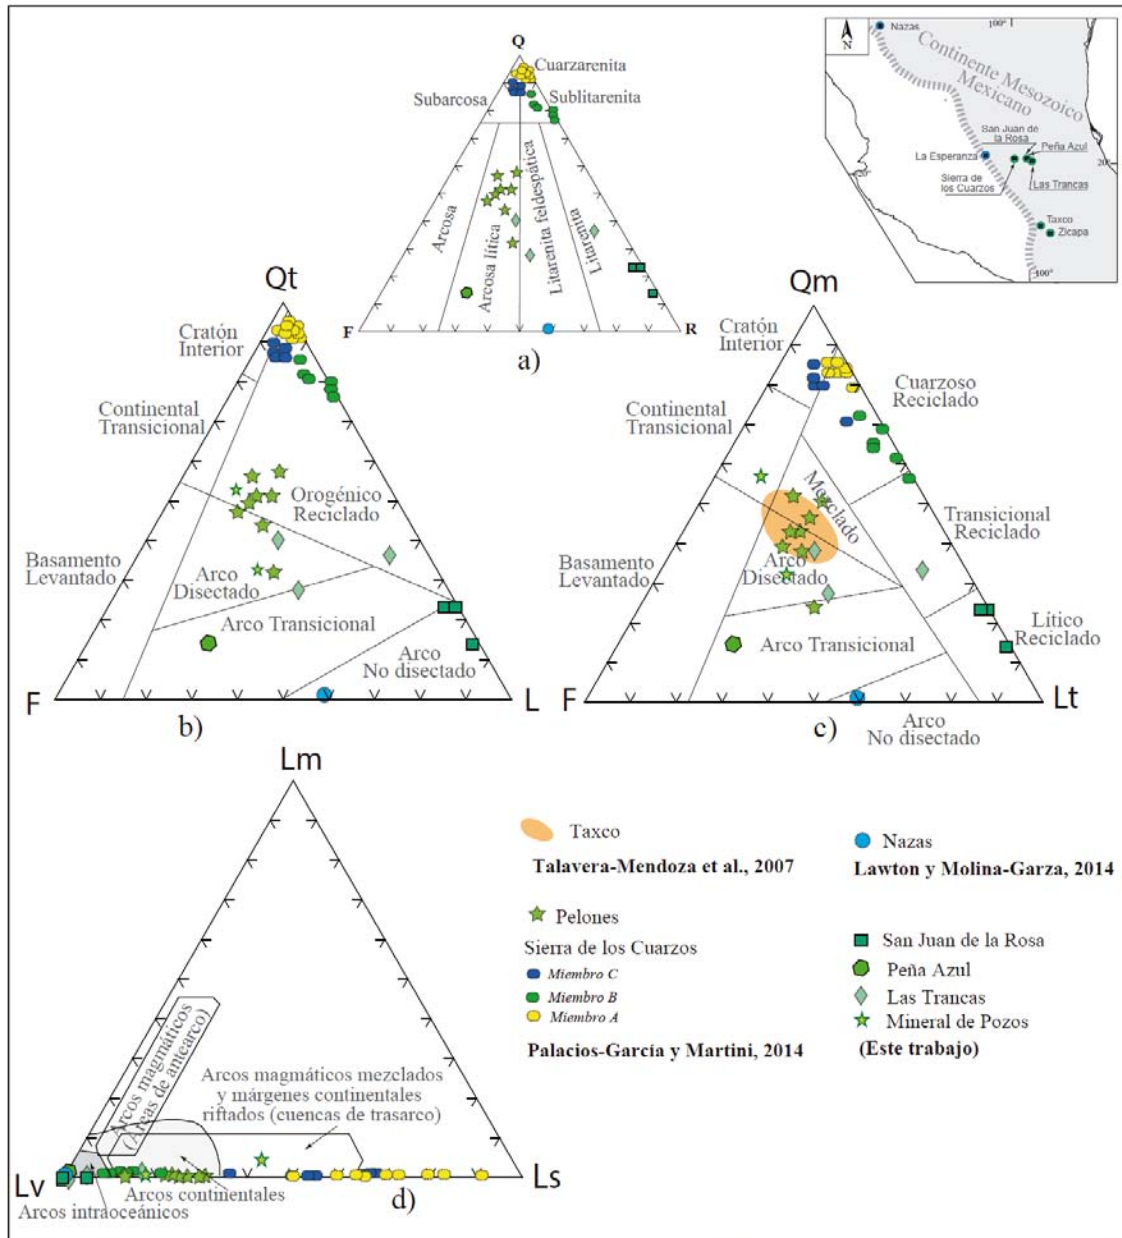 Q
Cuarzarenita
Subarcosa
Sublitarenita
Arcosa
Arcosa lítica
Litarenita feldespática
Litarenita
F
R
a)
N
Nazas
100°
Continente Mesozoico
Mexicano
San Juan de
la Rosa
Peña Azul
La Esperanza
20°
20°
Sierra de
los Cuarzos
Las Trancas
Taxco
Zicapa
100°
Qt
Cratón
Interior
Continental
Transicional
Orogénico
Reciclado
Basamento
Levantado
Arco
Disectado
Arco Transicional
Arco
No disectado
F
L
b)
Qm
Cratón
Interior
Cuarzoso
Reciclado
Continental
Transicional
Mezclado
Transicional
Reciclado
Basamento
Levantado
Arco
Disectado
Lítico
Reciclado
Arco Transicional
F
Lt
c)
Arco
No disectado
Lm
Arcos magmáticos
(Áreas de antearco)
Arcos magmáticos mezclados
y márgenes continentales
riftados (cuencas de trasarco)
Lv
Ls
Arcos continentales
Arcos intraoceánicos
d)
Taxco
Talavera-Mendoza et al., 2007
Pelones
Sierra de los Cuarzos
Miembro C
Miembro B
Miembro A
Palacios-García y Martini, 2014
Nazas
Lawton y Molina-Garza, 2014
San Juan de la Rosa
Peña Azul
Las Trancas
Mineral de Pozos
(Este trabajo)